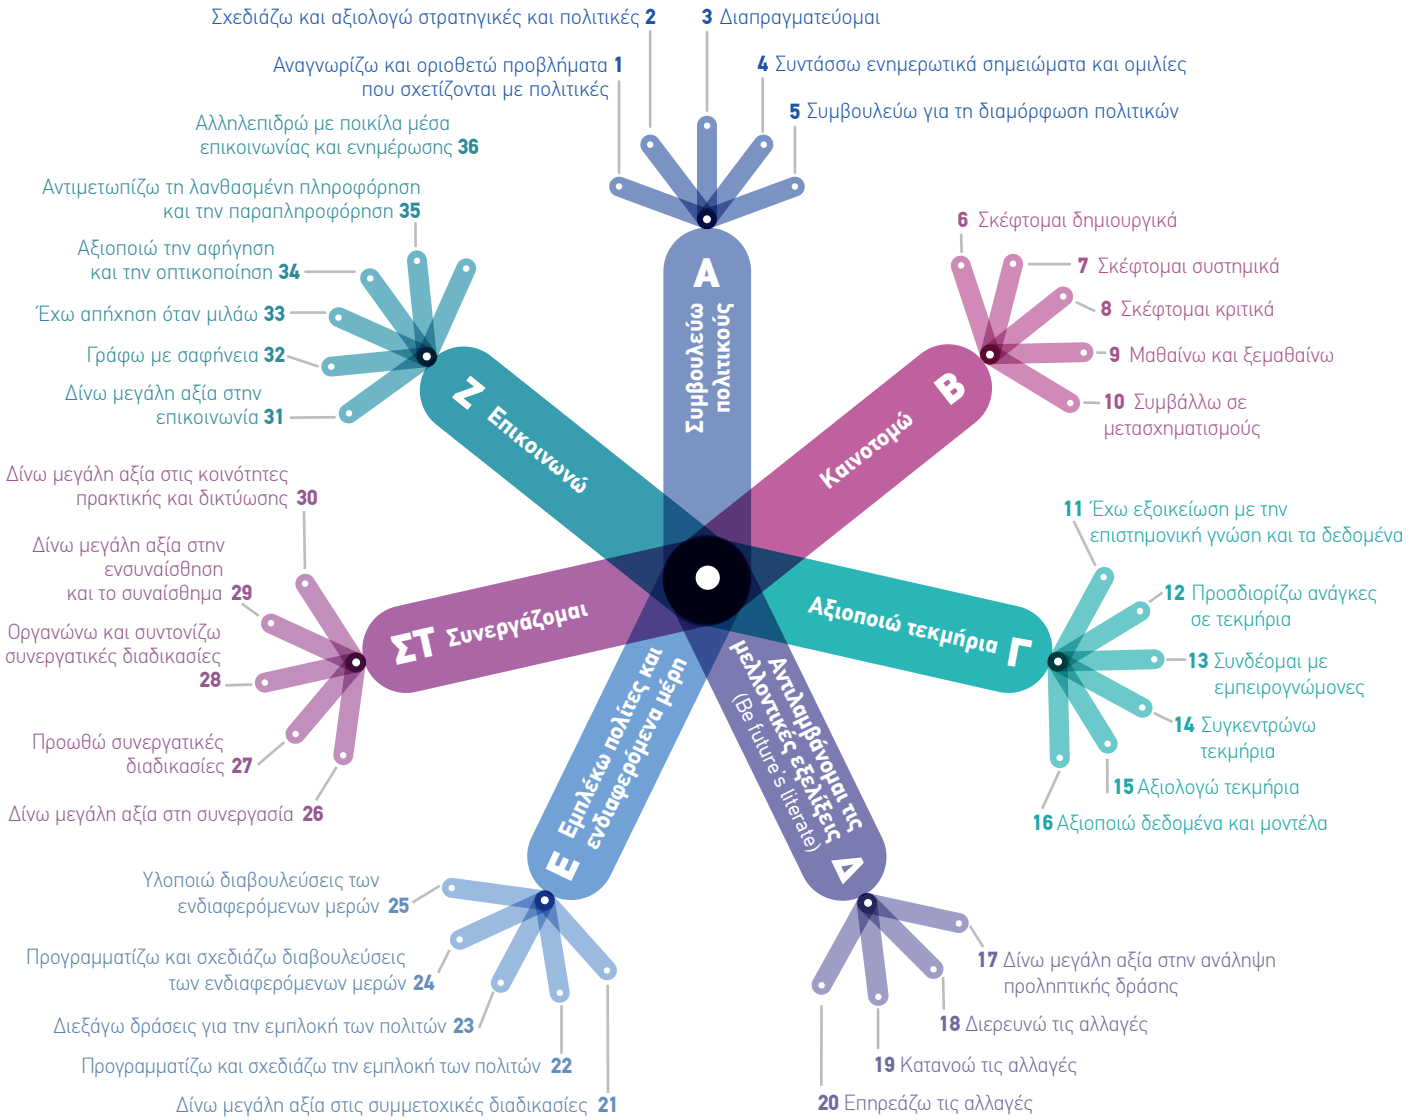 Σχεδιάζω και αξιολογώ στρατηγικές και πολιτικές 2
3 Διαπραγματεύομαι
Αναγνωρίζω και οριοθετώ προβλήματα 1
που σχετίζονται με πολιτικές
4 Συντάσσω ενημερωτικά σημειώματα και ομιλίες
5 Συμβουλεύω για τη διαμόρφωση πολιτικών
Α
Συμβουλεύω
πολιτικούς
6 Σκέφτομαι δημιουργικά
7 Σκέφτομαι συστημικά
8 Σκέφτομαι κριτικά
9 Μαθαίνω και ξεμαθαίνω
10 Συμβάλλω σε
μετασχηματισμούς
Β
Καινοτομώ
11 Έχω εξοικείωση με την
επιστημονική γνώση και τα δεδομένα
12 Προσδιορίζω ανάγκες
σε τεκμήρια
13 Συνδέομαι με
εμπειρογνώμονες
14 Συγκεντρώνω
τεκμήρια
15 Αξιολογώ τεκμήρια
16 Αξιοποιώ δεδομένα και μοντέλα
Αξιοποιώ τεκμήρια Γ
Αντιλαμβάνομαι τις
μελλοντικές εξελίξεις
(Be future's literate)
Δ
17 Δίνω μεγάλη αξία στην ανάληψη
προληπτικής δράσης
18 Διερευνώ τις αλλαγές
19 Κατανοώ τις αλλαγές
20 Επηρεάζω τις αλλαγές
Ε
Εμπλέκω πολίτες και
ενδιαφερόμενα μέρη
Υλοποιώ διαβουλεύσεις των
ενδιαφερόμενων μερών 25
Προγραμματίζω και σχεδιάζω διαβουλεύσεις
των ενδιαφερόμενων μερών 24
Διεξάγω δράσεις για την εμπλοκή των πολιτών 23
Προγραμματίζω και σχεδιάζω την εμπλοκή των πολιτών 22
Δίνω μεγάλη αξία στις συμμετοχικές διαδικασίες 21
ΣΤ Συνεργάζομαι
Δίνω μεγάλη αξία στις κοινότητες
πρακτικής και δικτύωσης 30
Δίνω μεγάλη αξία στην
ενσυναίσθηση
και το συναίσθημα 29
Οργανώνω και συντονίζω
συνεργατικές διαδικασίες
28
Προωθώ συνεργατικές
διαδικασίες 27
Δίνω μεγάλη αξία στη συνεργασία 26
Ζ Επικοινωνώ
Αλληλεπιδρώ με ποικίλα μέσα
επικοινωνίας και ενημέρωσης 36
Αντιμετωπίζω τη λανθασμένη πληροφόρηση
και την παραπληροφόρηση 35
Αξιοποιώ την αφήγηση
και την οπτικοποίηση 34
Έχω απήχηση όταν μιλάω 33
Γράφω με σαφήνεια 32
Δίνω μεγάλη αξία στην
επικοινωνία 31